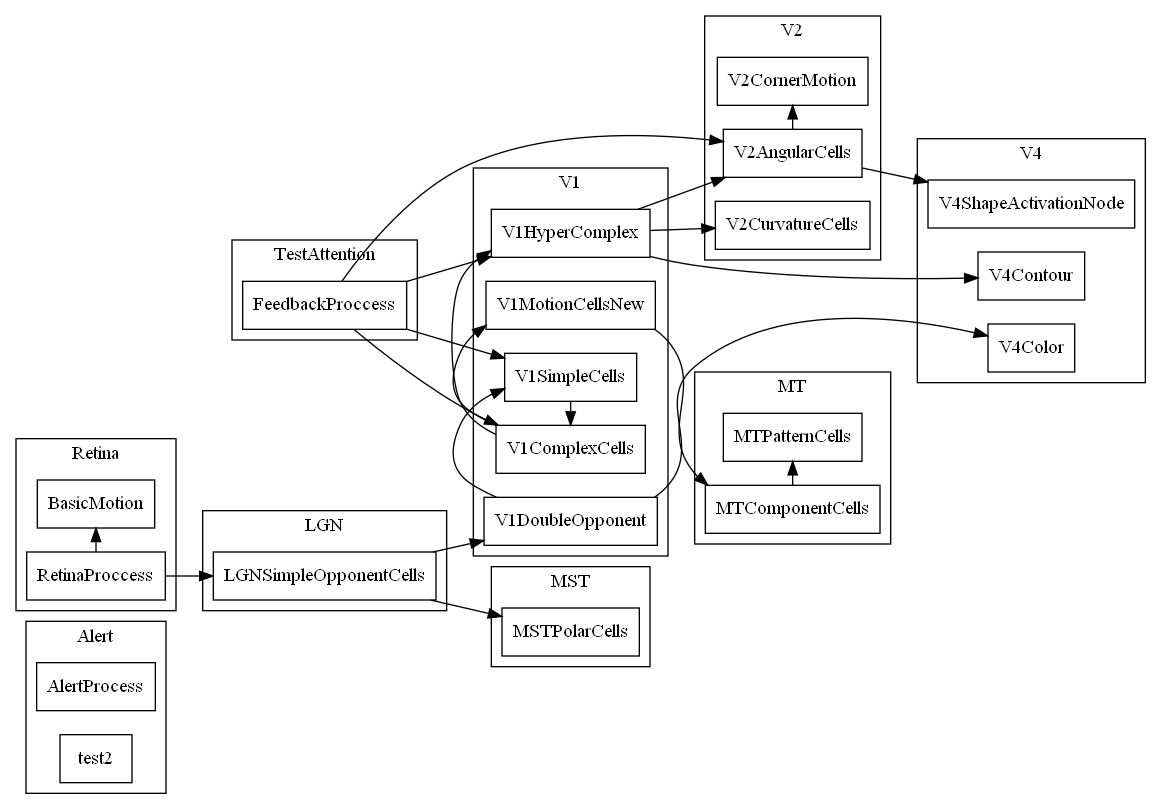 V2
V2CornerMotion
V2AngularCells
V2CurvatureCells
V4
V4ShapeActivationNode
V4Contour
V4Color
V1
V1HyperComplex
V1MotionCellsNew
V1SimpleCells
V1ComplexCells
V1DoubleOpponent
TestAttention
FeedbackProccess
MT
MTPatternCells
MTComponentCells
Retina
BasicMotion
RetinaProccess
LGN
LGNSimpleOpponentCells
MST
MSTPolarCells
Alert
AlertProcess
test2